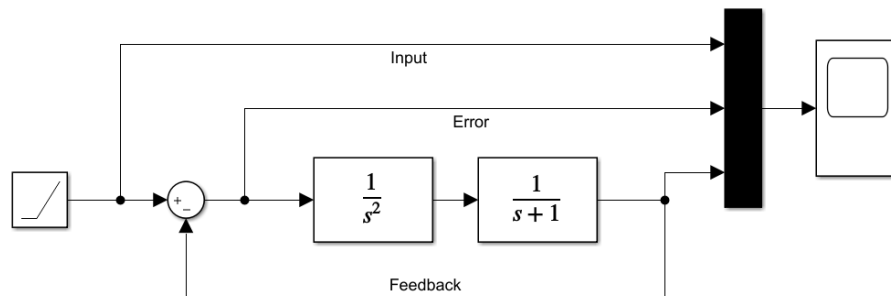 Input
Error
+
−
1
s²
1
s + 1
Feedback